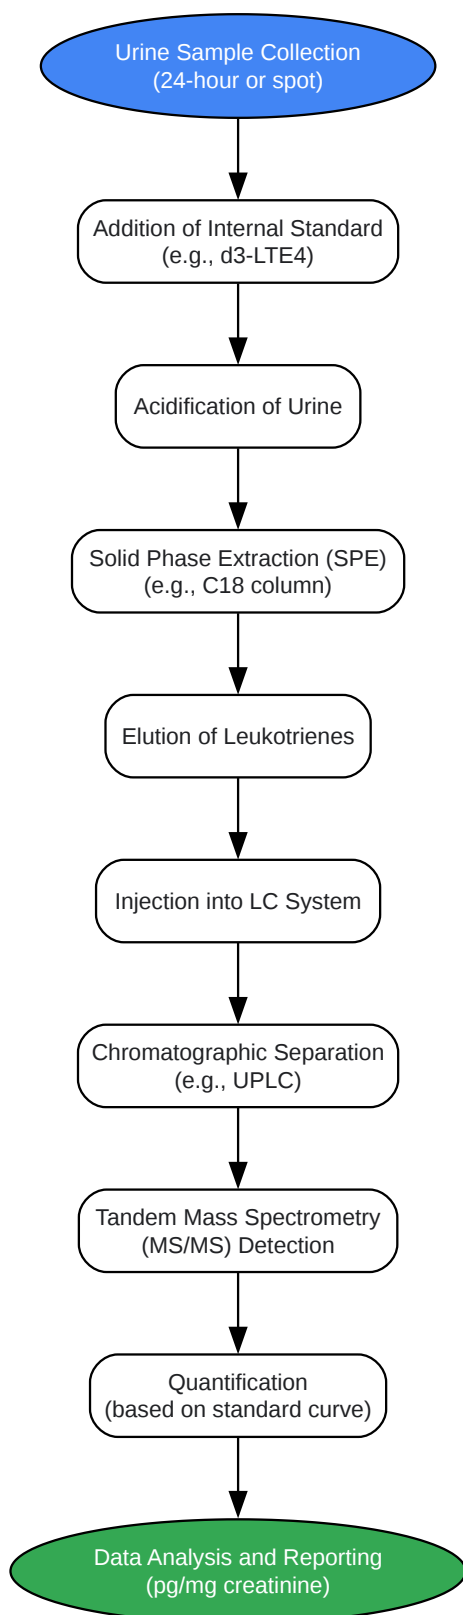 Urine Sample Collection
(24-hour or spot)
Addition of Internal Standard
(e.g., d3-LTE4)
Acidification of Urine
Solid Phase Extraction (SPE)
(e.g., C18 column)
Elution of Leukotrienes
Injection into LC System
Chromatographic Separation
(e.g., UPLC)
Tandem Mass Spectrometry
(MS/MS) Detection
Quantification
(based on standard curve)
Data Analysis and Reporting
(pg/mg creatinine)